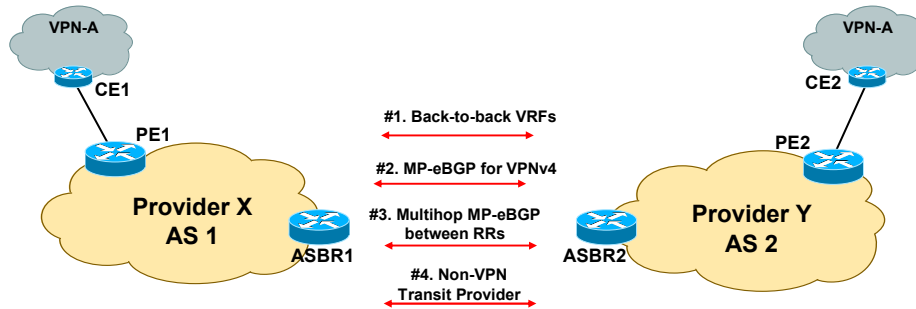 VPN-A
VPN-A
CE1
CE2
#1. Back-to-back VRFs
PE1
PE2
#2. MP-eBGP for VPNv4
Provider X
AS 1
#3. Multihop MP-eBGP
between RRs
Provider Y
AS 2
ASBR1
ASBR2
#4. Non-VPN
Transit Provider